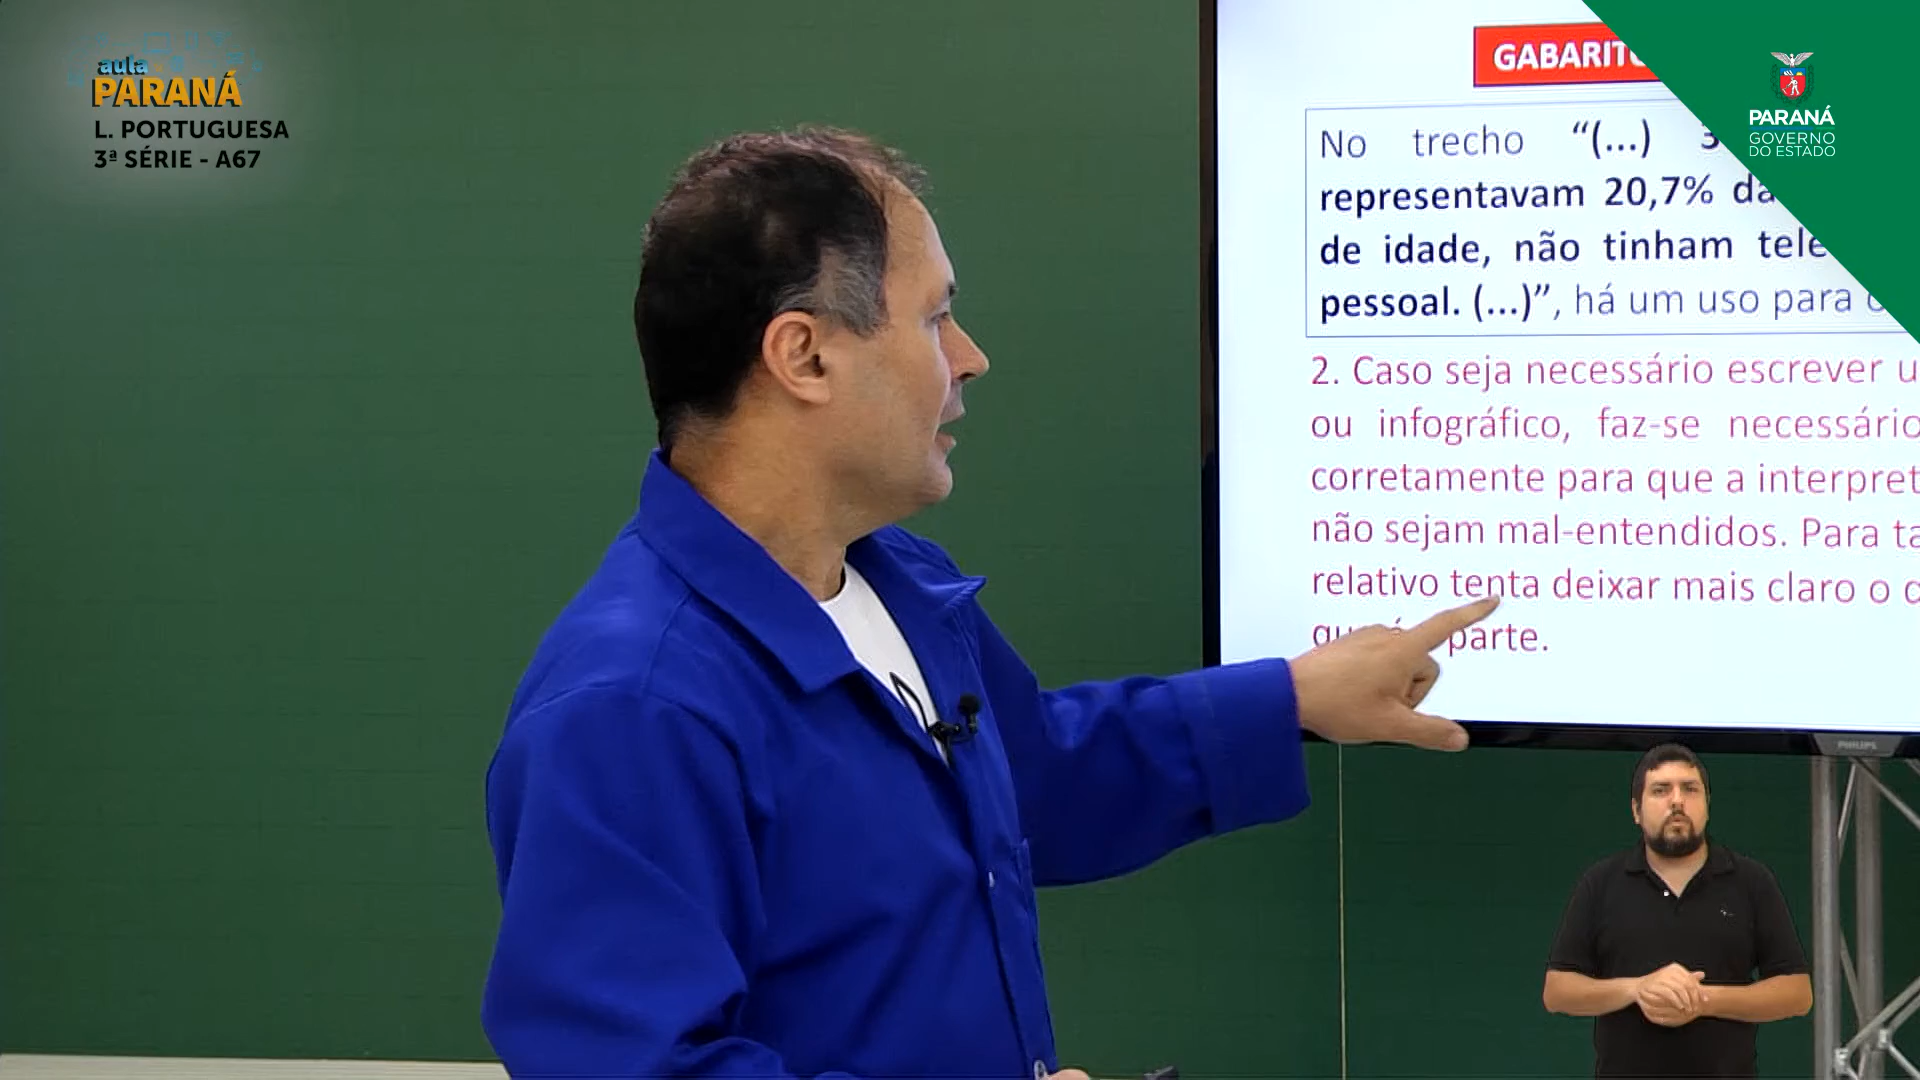 aula
PARANÁ
L. PORTUGUESA
3ª SÉRIE - A67
GABARITO
PARANÁ
GOVERNO
DO ESTADO
No trecho “(...) 3
representavam 20,7% da
de idade, não tinham tele
pessoal. (...)”, há um uso para
2. Caso seja necessário escrever u
ou infográfico, faz-se necessário
corretamente para que a interpret
não sejam mal-entendidos. Para ta
relativo tenta deixar mais claro o
parte.
PHILIPS